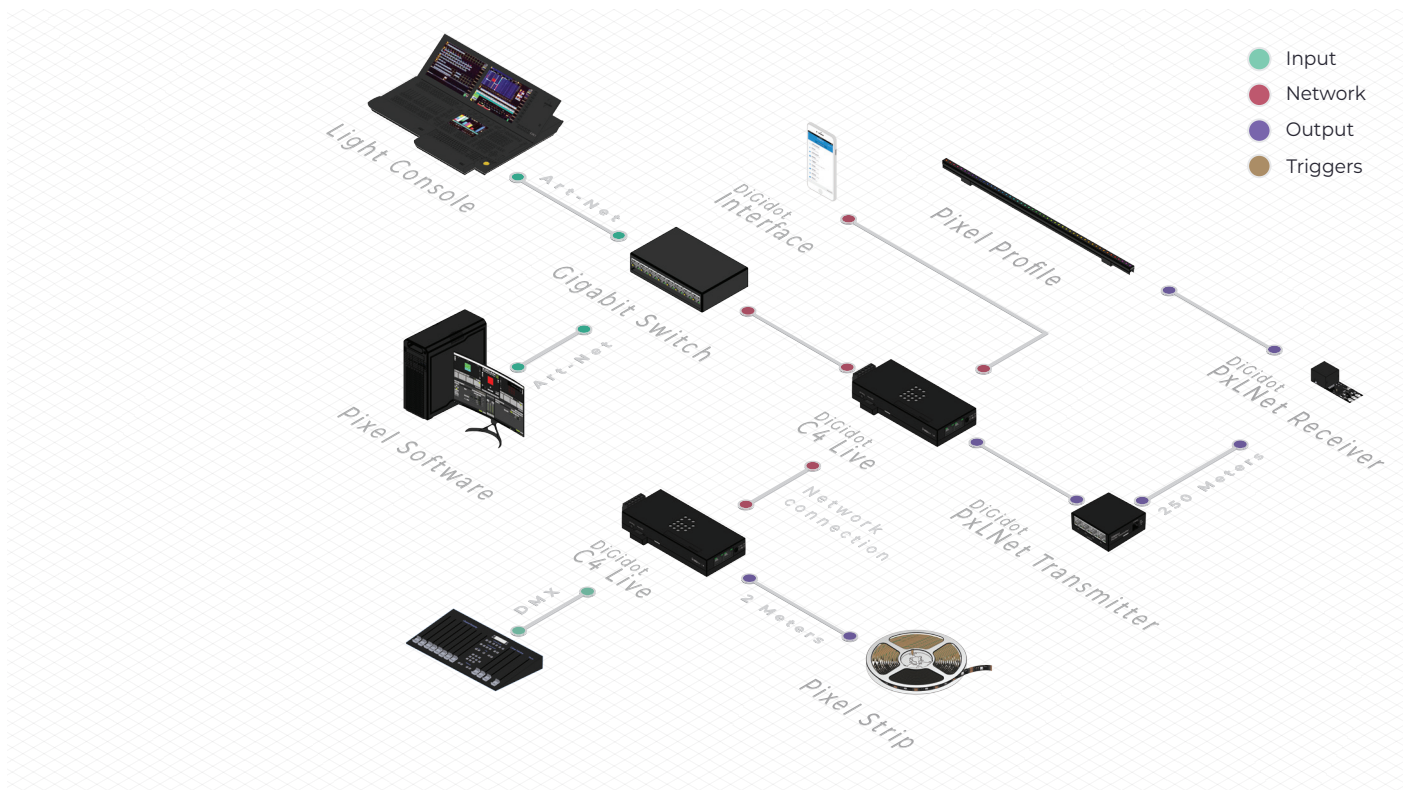 Input
Network
Output
Triggers
Light Console
Art-Net
DiGidot
Interface
Pixel Profile
Gigabit Switch
Art-Net
Pixel Software
DiGidot
PxLNet Receiver
DiGidot
C4 Live
250 Meters
Network
connection
DiGidot
PxLNet Transmitter
DiGidot
C4 Live
DMX
2 Meters
Pixel Strip